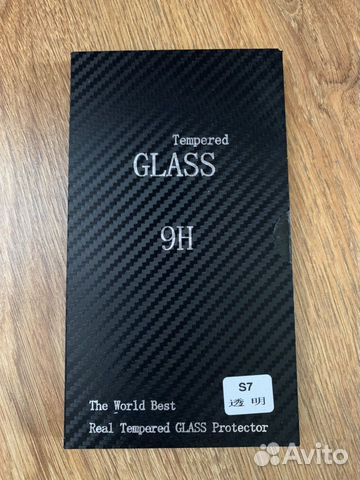 Tempered
GLASS
9H
S7
透明
The World Best
Real Tempered GLASS Protector
Avito